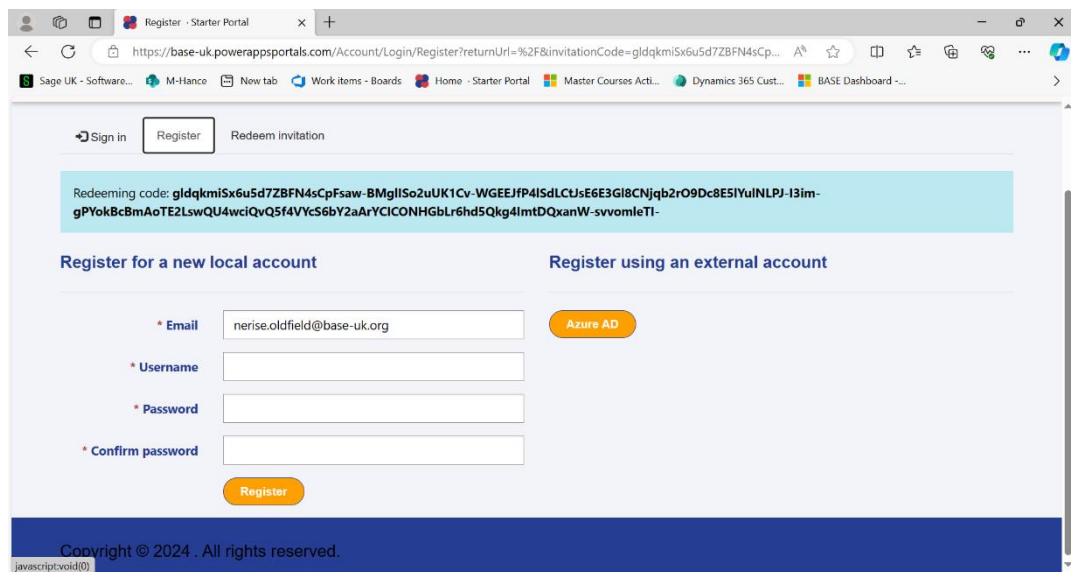 Register · Starter Portal
https://base-uk.powerappsportals.com/Account/Login/Register?returnUrl=%2F&invitationCode=gldqkmiSx6u5d7ZBFN4sCp...
Sage UK - Software... M-Hance New tab Work items - Boards Home · Starter Portal Master Courses Acti... Dynamics 365 Cust... BASE Dashboard -...
Sign in Register Redeem invitation
Redeeming code: gldqkmiSx6u5d7ZBFN4sCpFsaw-BMgllSo2uUK1Cv-WGEEJfP4lSdLCtJsE6E3Gl8CNjqb2rO9Dc8E5lYulNLPJ-I3im-
gPYokBcBmAoTE2LswQU4wciQvQ5f4VYcS6bY2aArYCICONHGbLr6hd5Qkg4ImtDQxanW-svvomleTI-
Register for a new local account
Register using an external account
* Email nerise.oldfield@base-uk.org
Azure AD
* Username
* Password
* Confirm password
Register
Copyright © 2024 . All rights reserved.
javascript:void(0)